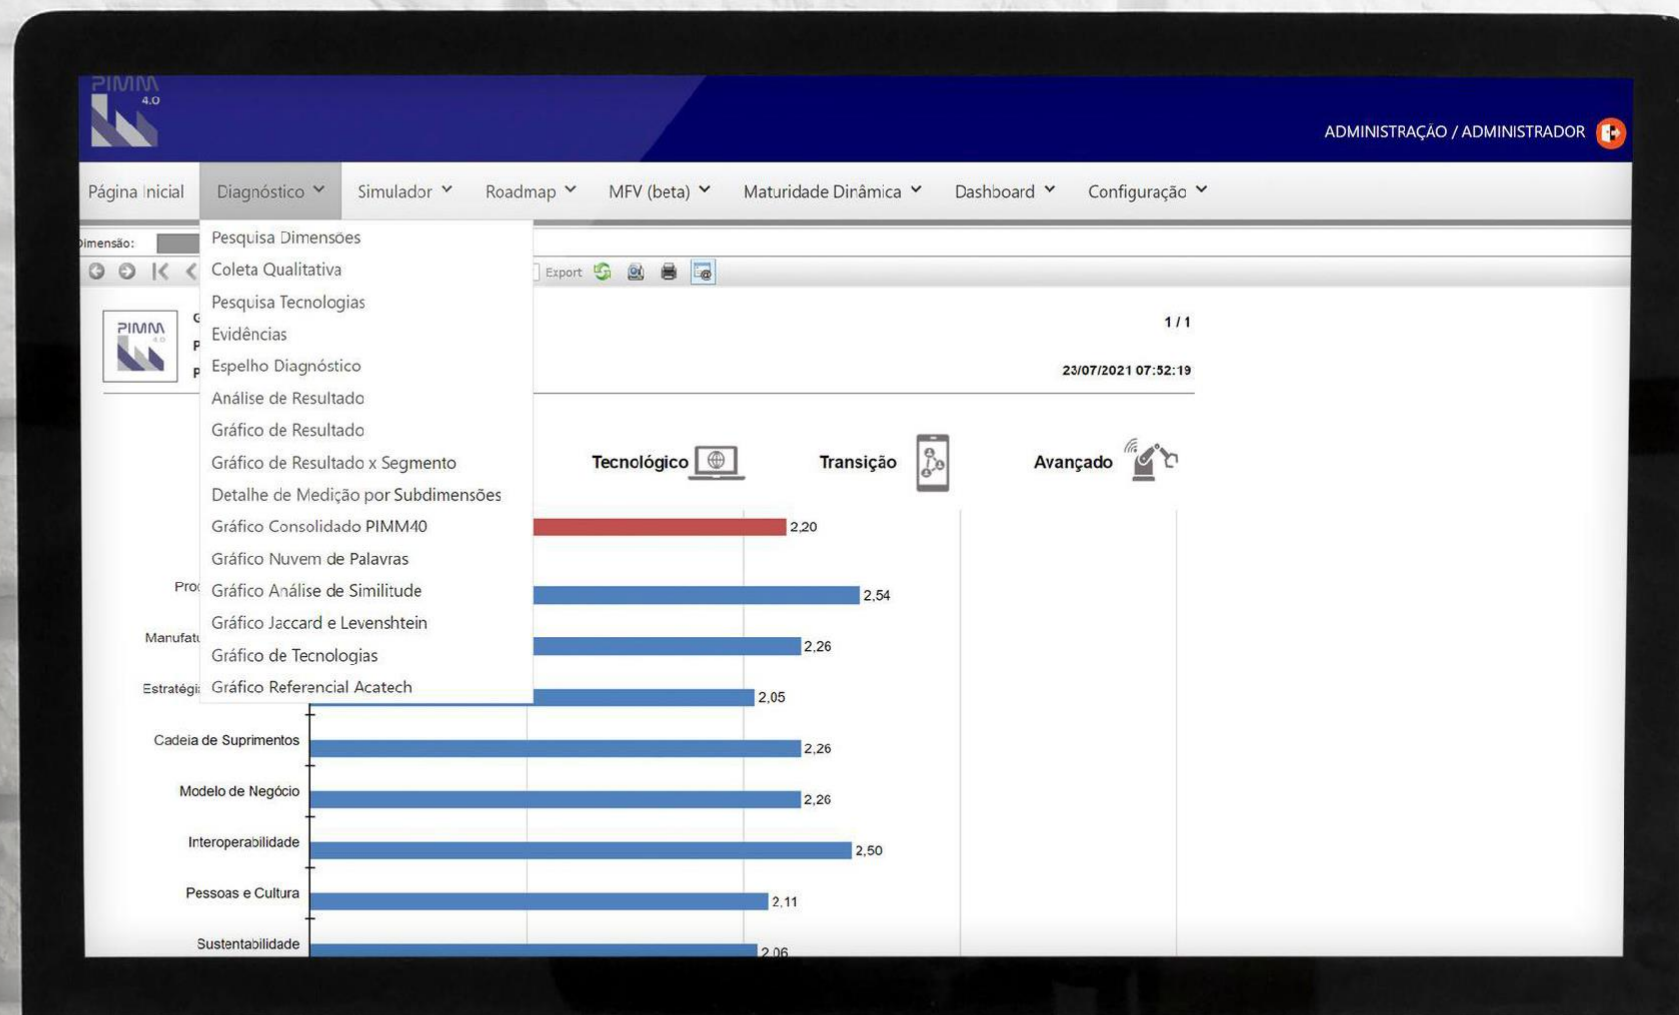 PIMM
4.0
ADMINISTRAÇÃO / ADMINISTRADOR
Página Inicial Diagnóstico Simulador Roadmap MFV (beta) Maturidade Dinâmica Dashboard Configuração
Dimensão:
Pesquisa Dimensões
Coleta Qualitativa
Export
Pesquisa Tecnologias
PIMM
4.0
1 / 1
Evidências
Espelho Diagnóstico
23/07/2021 07:52:19
Análise de Resultado
Gráfico de Resultado
Gráfico de Resultado x Segmento
Tecnológico Transição Avançado
Detalhe de Medição por Subdimensões
Gráfico Consolidado PIMM40
2,20
Gráfico Nuvem de Palavras
Gráfico Análise de Similitude
2,54
Gráfico Jaccard e Levenshtein
2,26
Gráfico de Tecnologias
Gráfico Referencial Acatech
2,05
Cadeia de Suprimentos 2,26
Modelo de Negócio 2,26
Interoperabilidade 2,50
Pessoas e Cultura 2,11
Sustentabilidade 2,06